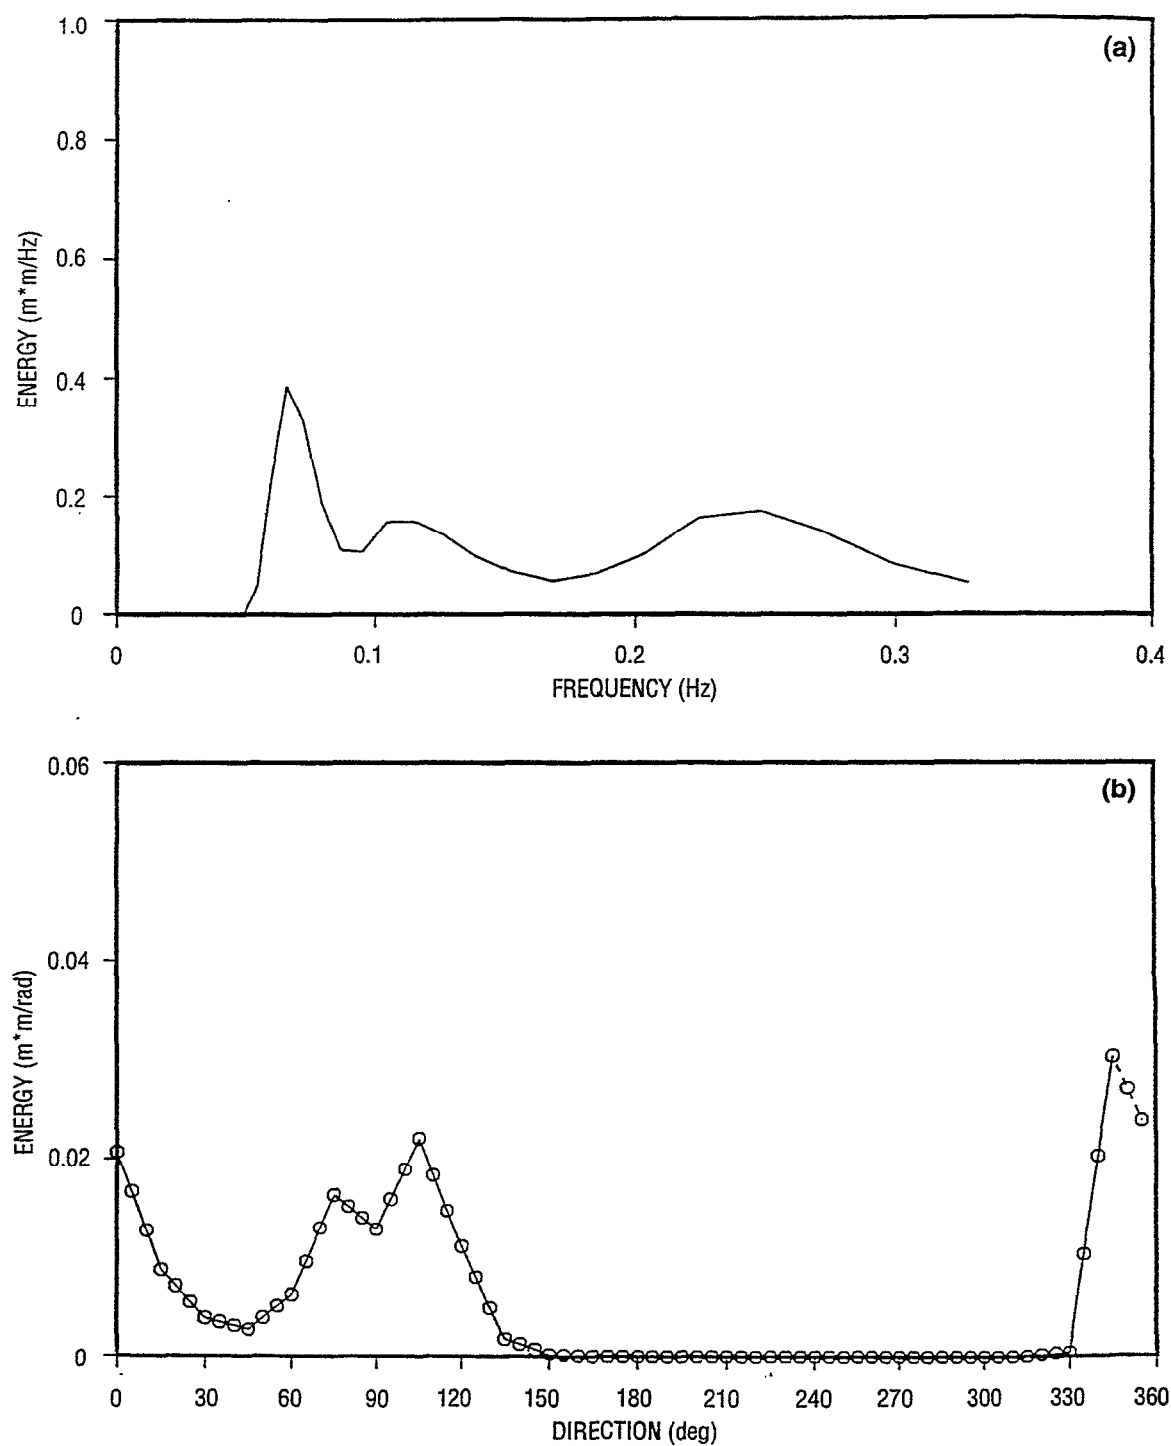 (a)
1.0
0.8
0.6
0.4
0.2
0
ENERGY (m*m/Hz)
0 0.1 0.2 0.3 0.4
FREQUENCY (Hz)
(b)
0.06
0.04
0.02
0
ENERGY (m*m/rad)
0 30 60 90 120 150 180 210 240 270 300 330 360
DIRECTION (deg)